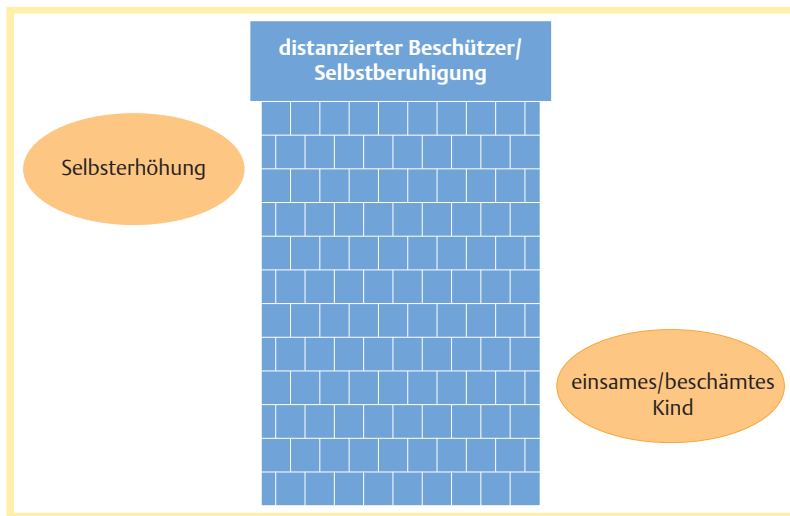 distanzierter Beschützer/
Selbstberuhigung
Selbsterhöhung
einsames/beschämtes
Kind